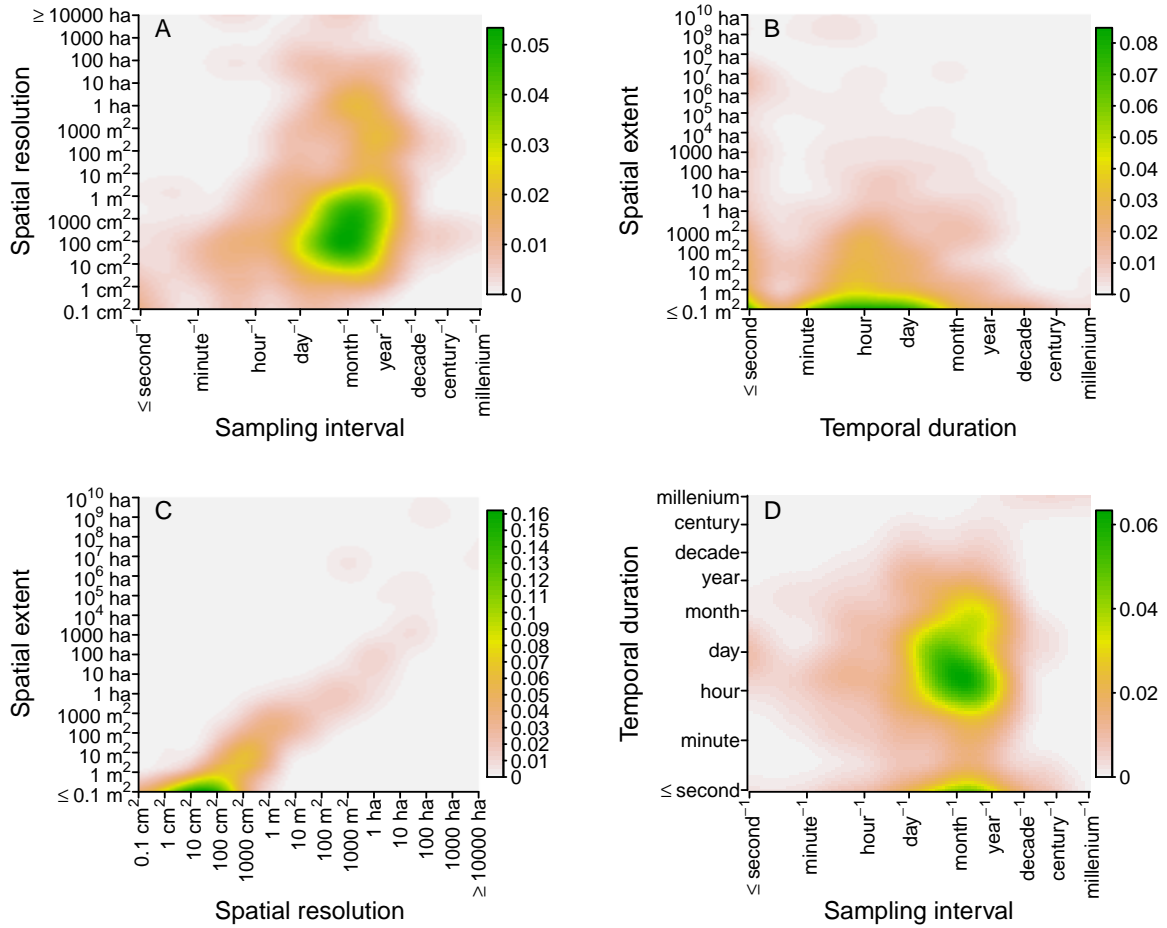 A
≥ 10000 ha
1000 ha
100 ha
10 ha
1 ha
1000 m²
100 m²
10 m²
1 m²
1000 cm²
100 cm²
10 cm²
1 cm²
0.1 cm²
Spatial resolution
≤ second⁻¹
minute⁻¹
hour⁻¹
day⁻¹
month⁻¹
year⁻¹
decade⁻¹
century⁻¹
millenium⁻¹
Sampling interval
0.05
0.04
0.03
0.02
0.01
0
B
10¹⁰ ha
10⁹ ha
10⁸ ha
10⁷ ha
10⁶ ha
10⁵ ha
10⁴ ha
1000 ha
100 ha
10 ha
1 ha
1000 m²
100 m²
10 m²
1 m²
≤ 0.1 m²
Spatial extent
≤ second
minute
hour
day
month
year
decade
century
millenium
Temporal duration
0.08
0.07
0.06
0.05
0.04
0.03
0.02
0.01
0
C
10¹⁰ ha
10⁹ ha
10⁸ ha
10⁷ ha
10⁶ ha
10⁵ ha
10⁴ ha
1000 ha
100 ha
10 ha
1 ha
1000 m²
100 m²
10 m²
1 m²
≤ 0.1 m²
Spatial extent
0.1 cm²
1 cm²
10 cm²
100 cm²
1000 cm²
1 m²
10 m²
100 m²
1000 m²
1 ha
10 ha
100 ha
1000 ha
≥ 10000 ha
Spatial resolution
0.16
0.15
0.14
0.13
0.12
0.11
0.10
0.09
0.08
0.07
0.06
0.05
0.04
0.03
0.02
0.01
0
D
millenium
century
decade
year
month
day
hour
minute
≤ second
Temporal duration
≤ second⁻¹
minute⁻¹
hour⁻¹
day⁻¹
month⁻¹
year⁻¹
decade⁻¹
century⁻¹
millenium⁻¹
Sampling interval
0.06
0.04
0.02
0